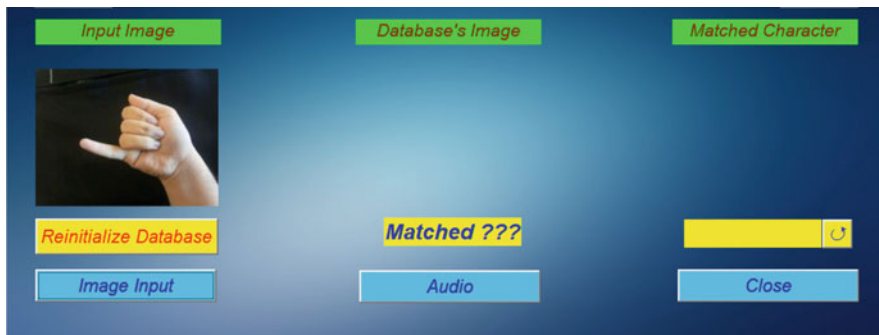 Input Image
Database's Image
Matched Character
Reinitialize Database
Matched ???
Image Input
Audio
Close